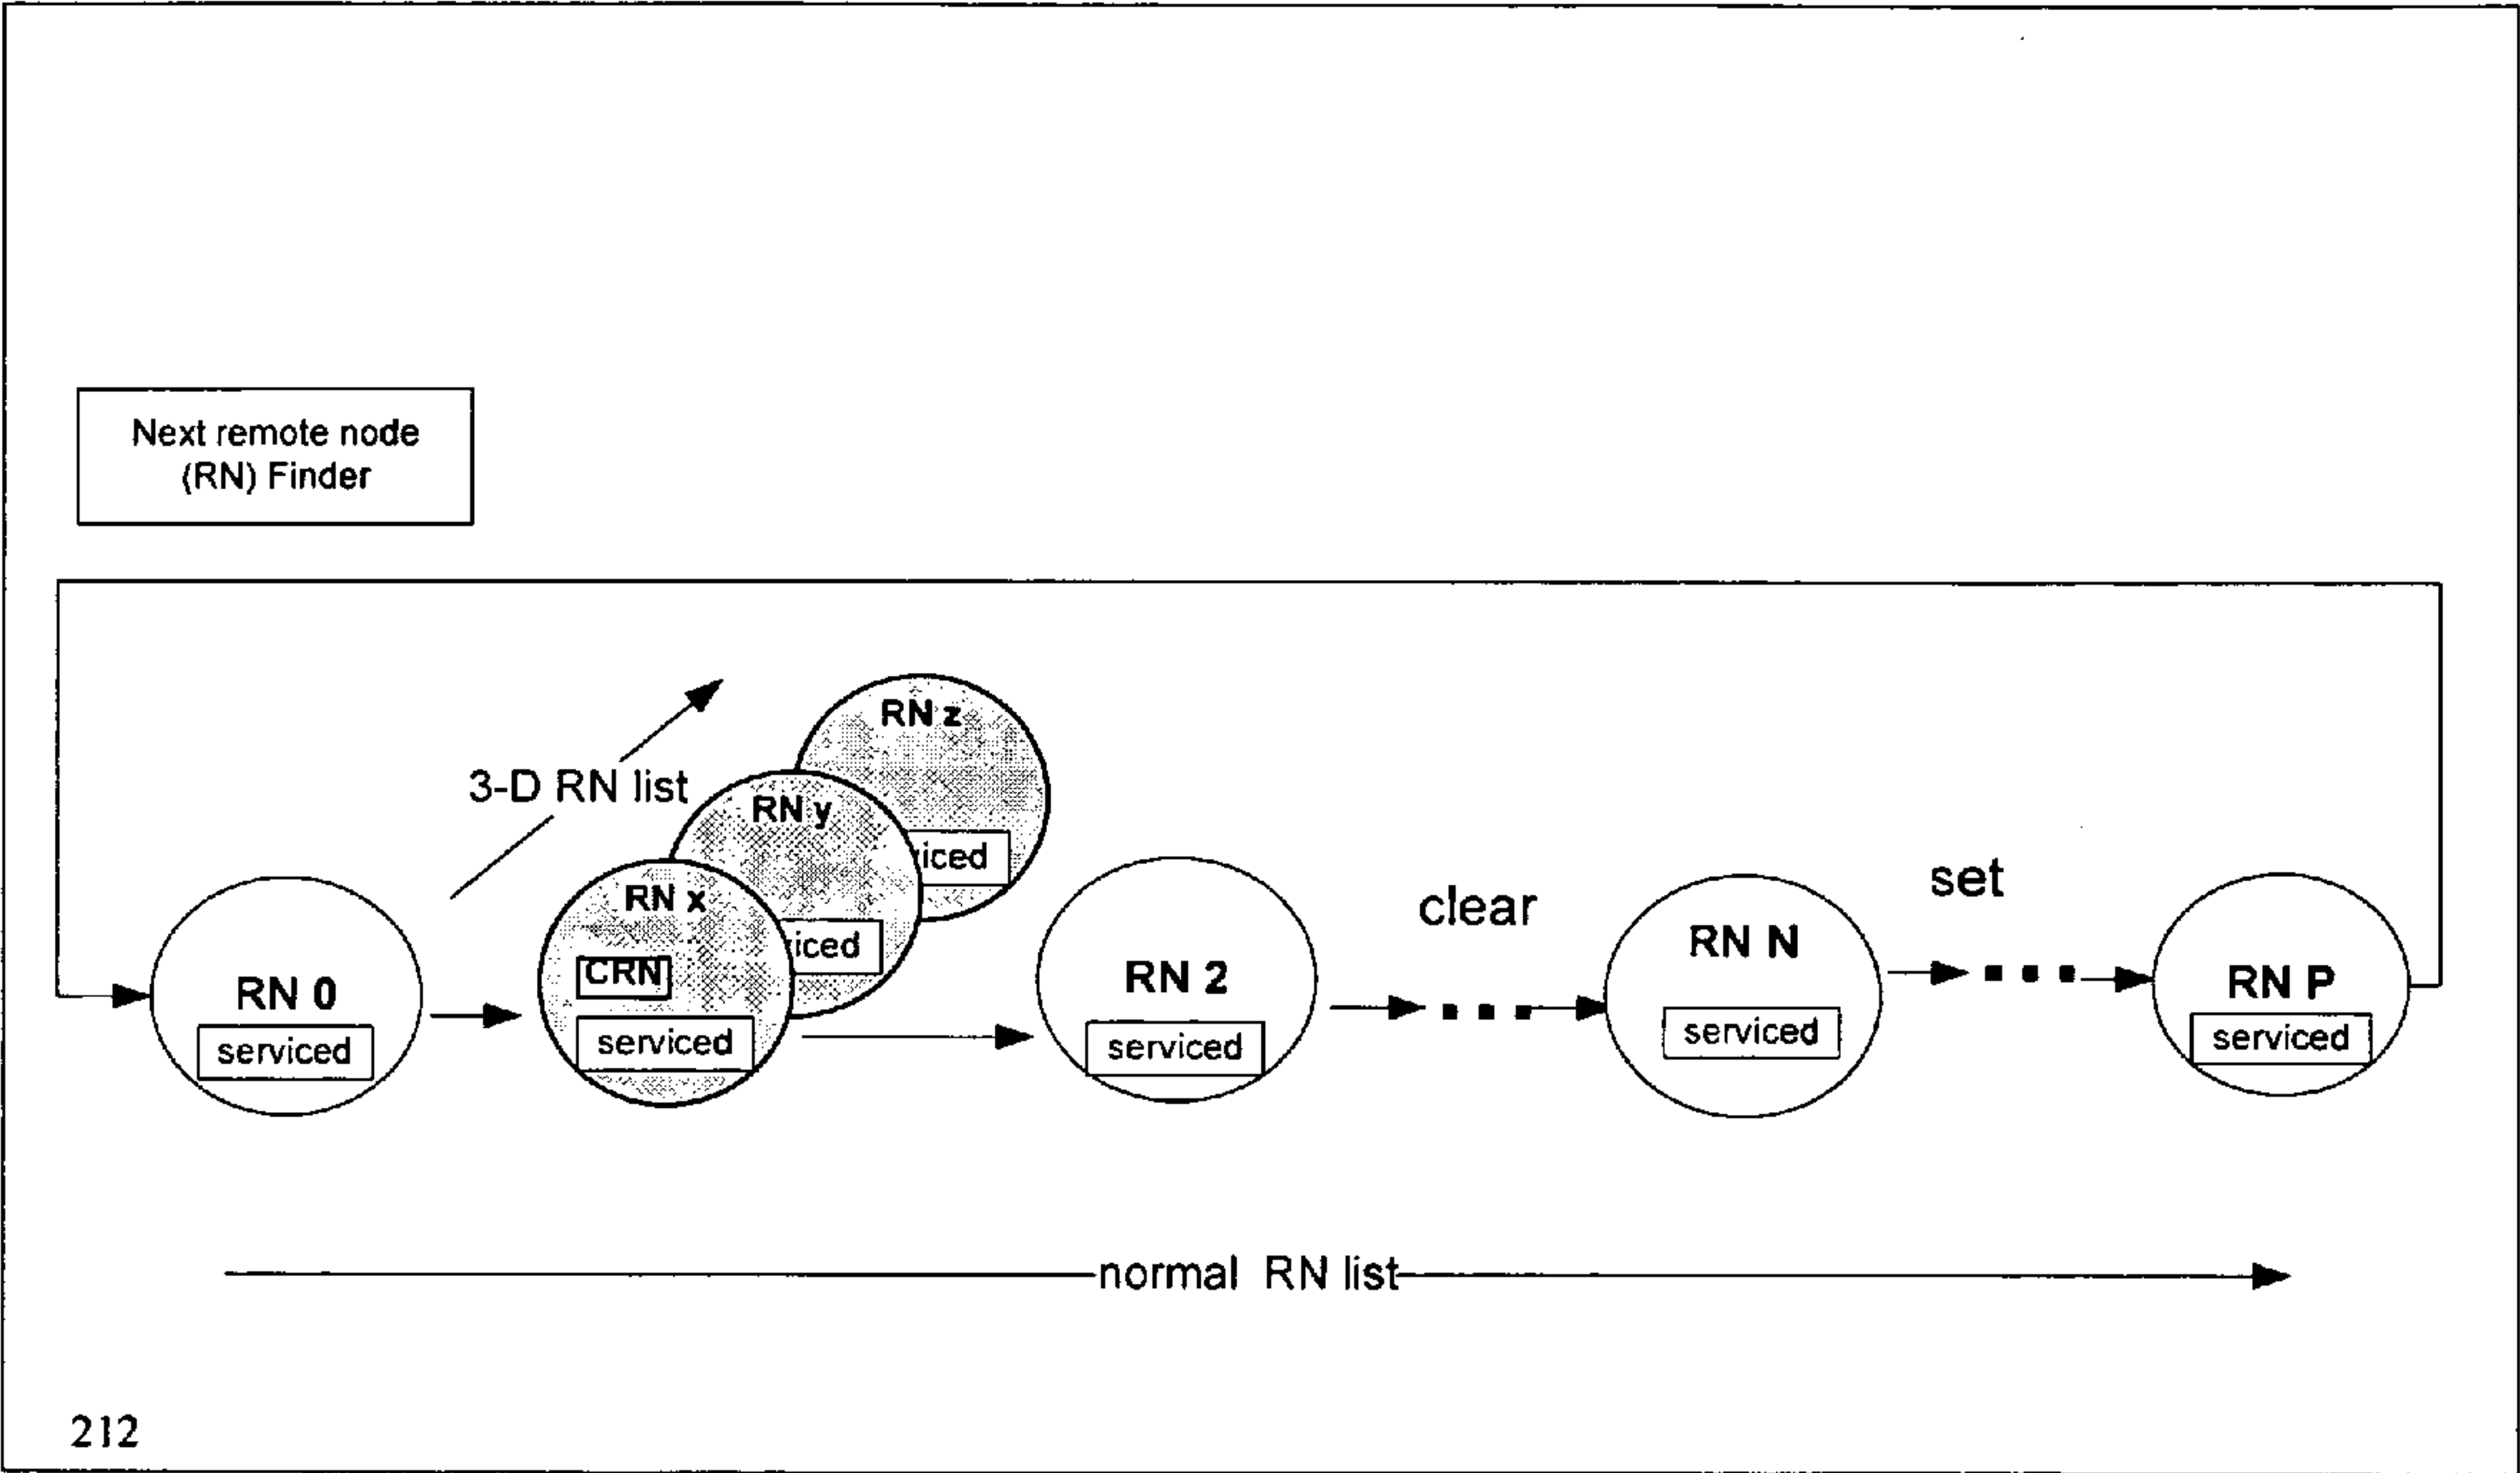 Next remote node
(RN) Finder
RN z
iced
3-D RN list
RN y
iced
RN x
CRN
serviced
RN 0
serviced
RN 2
serviced
clear
RN N
serviced
set
RN P
serviced
normal RN list
212